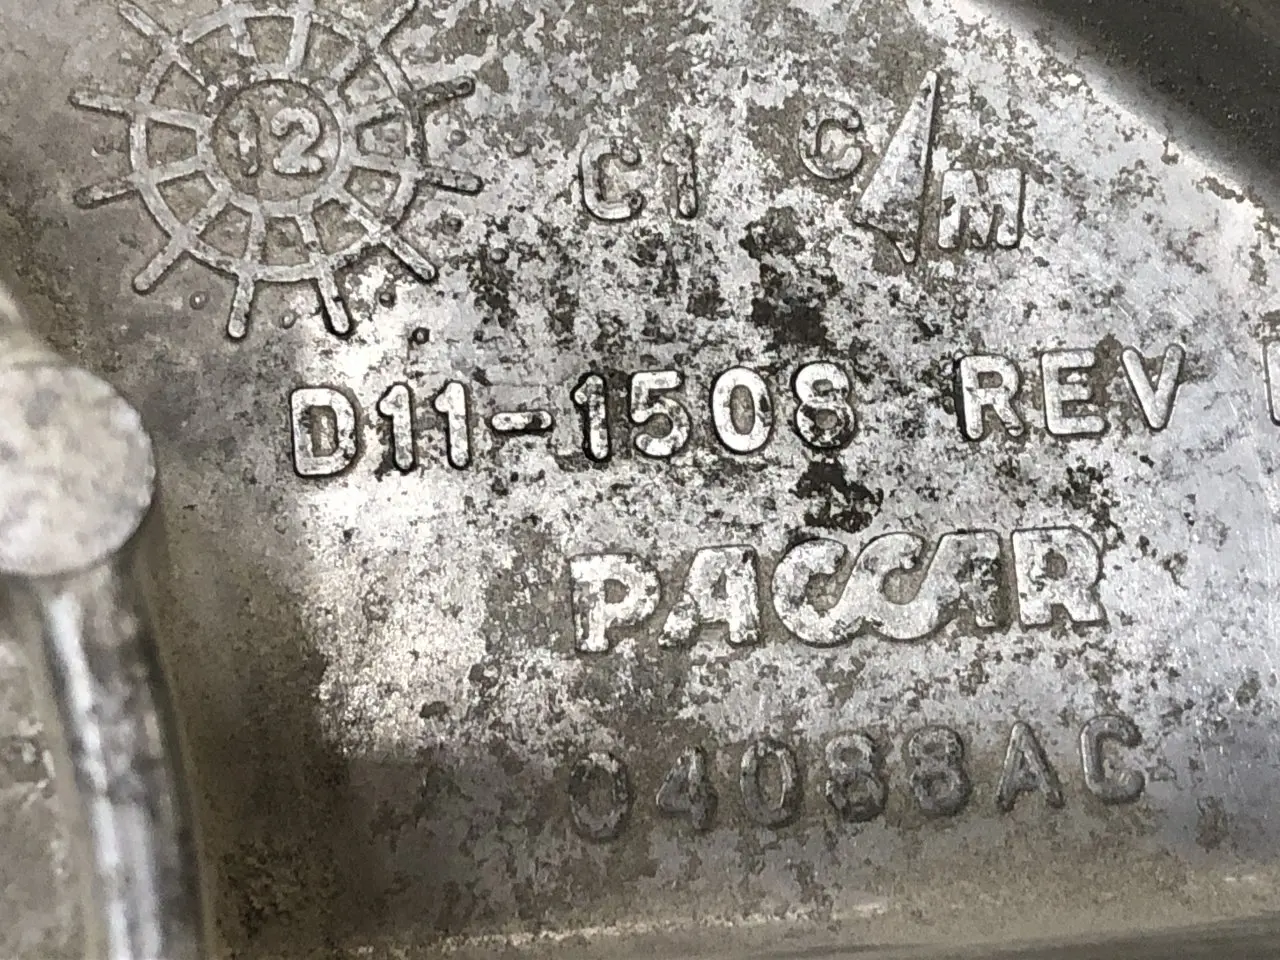 12
C1
C M
D11-1508 REV
PACCAR
04088AC